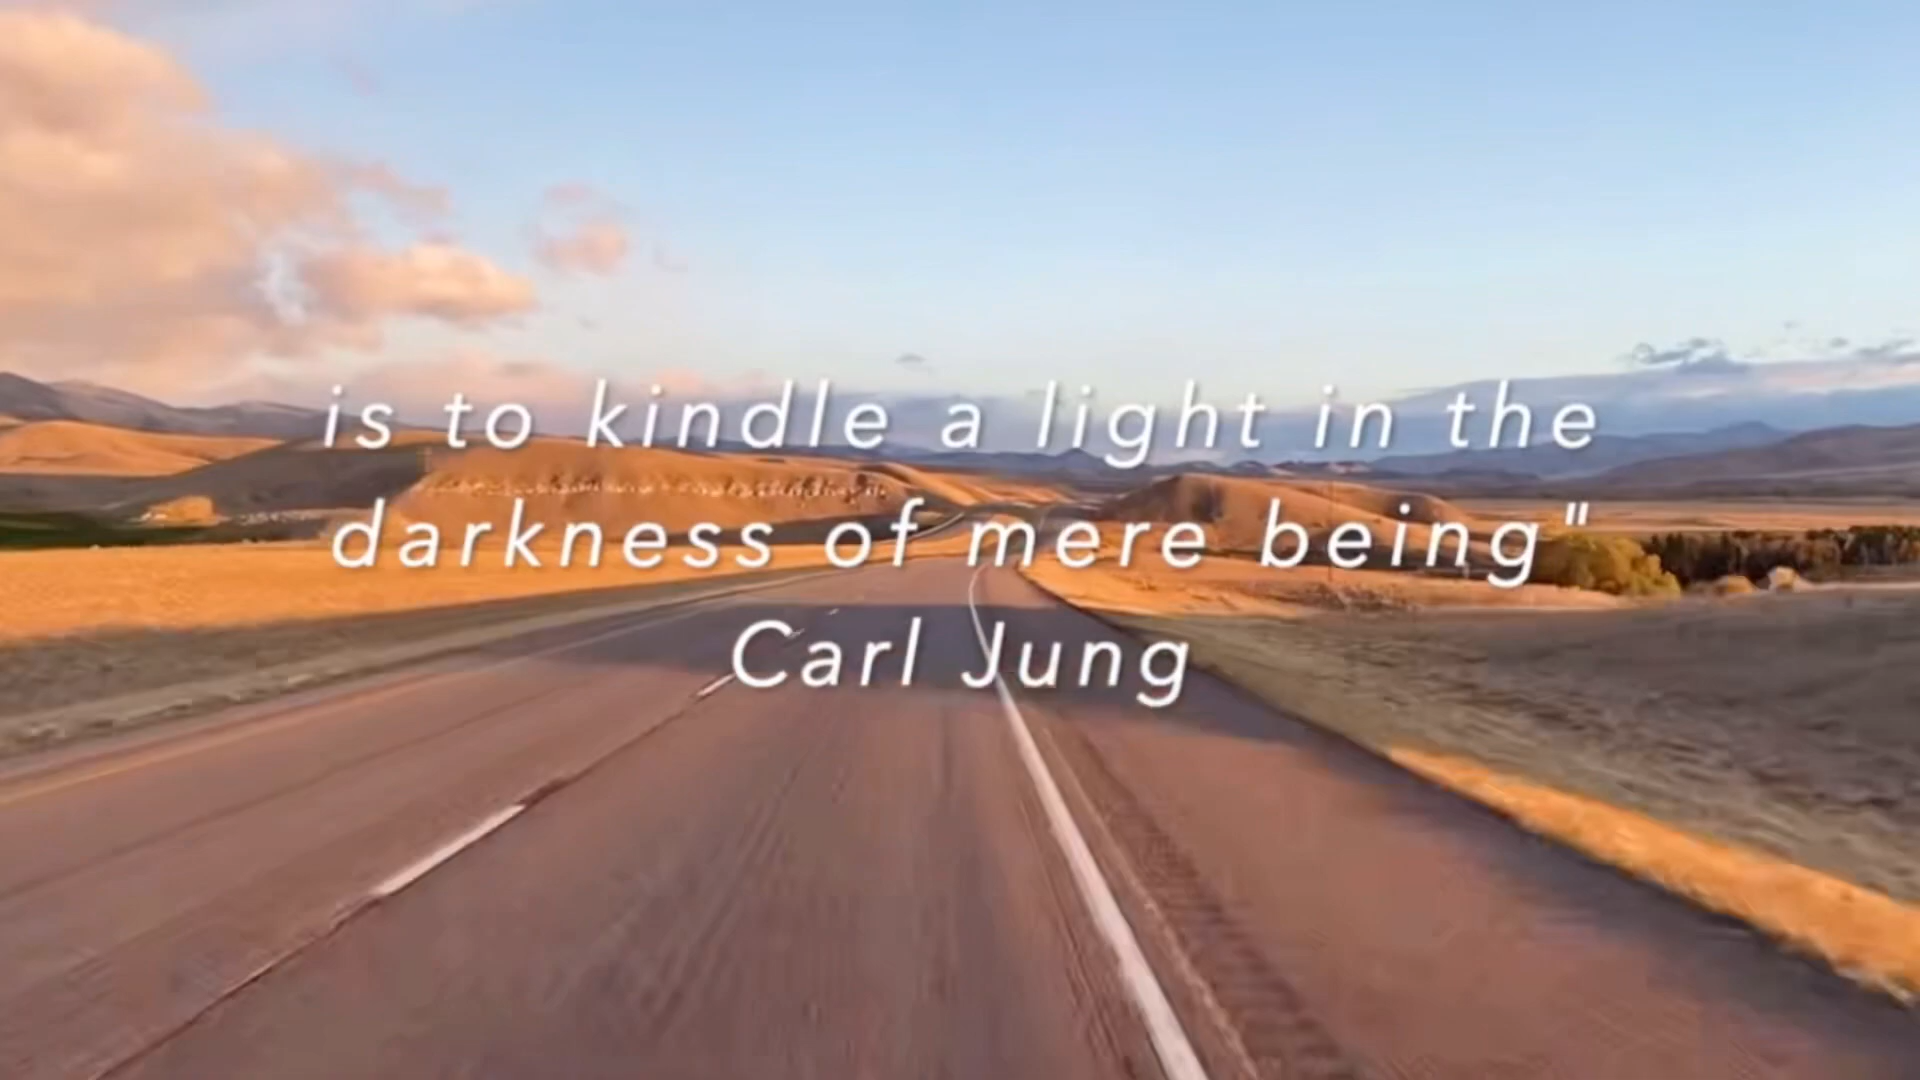 is to kindle a light in the
darkness of mere being"
Carl Jung